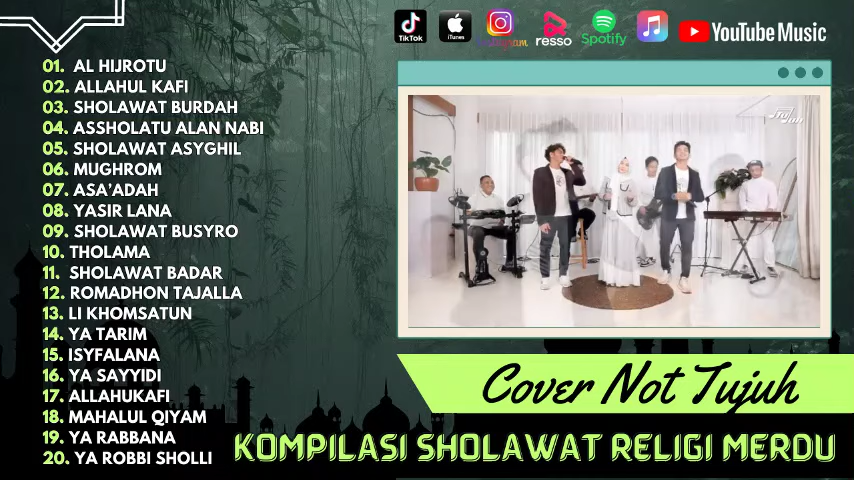 TikTok
iTunes
Instagram
resso
Spotify
YouTube Music
01. AL HIJROTU
02. ALLAHUL KAFI
03. SHOLAWAT BURDAH
04. ASSHOLATU ALAN NABI
05. SHOLAWAT ASYGHIL
06. MUGHROM
07. ASA'ADAH
08. YASIR LANA
09. SHOLAWAT BUSYRO
10. THOLAMA
11. SHOLAWAT BADAR
12. ROMADHON TAJALLA
13. LI KHOMSATUN
14. YA TARIM
15. ISYFALANA
16. YA SAYYIDI
17. ALLAHUKAFI
18. MAHALUL QIYAM
19. YA RABBANA
20. YA ROBBI SHOLLI
Cover Not Tujuh
KOMPILASI SHOLAWAT RELIGI MERDU